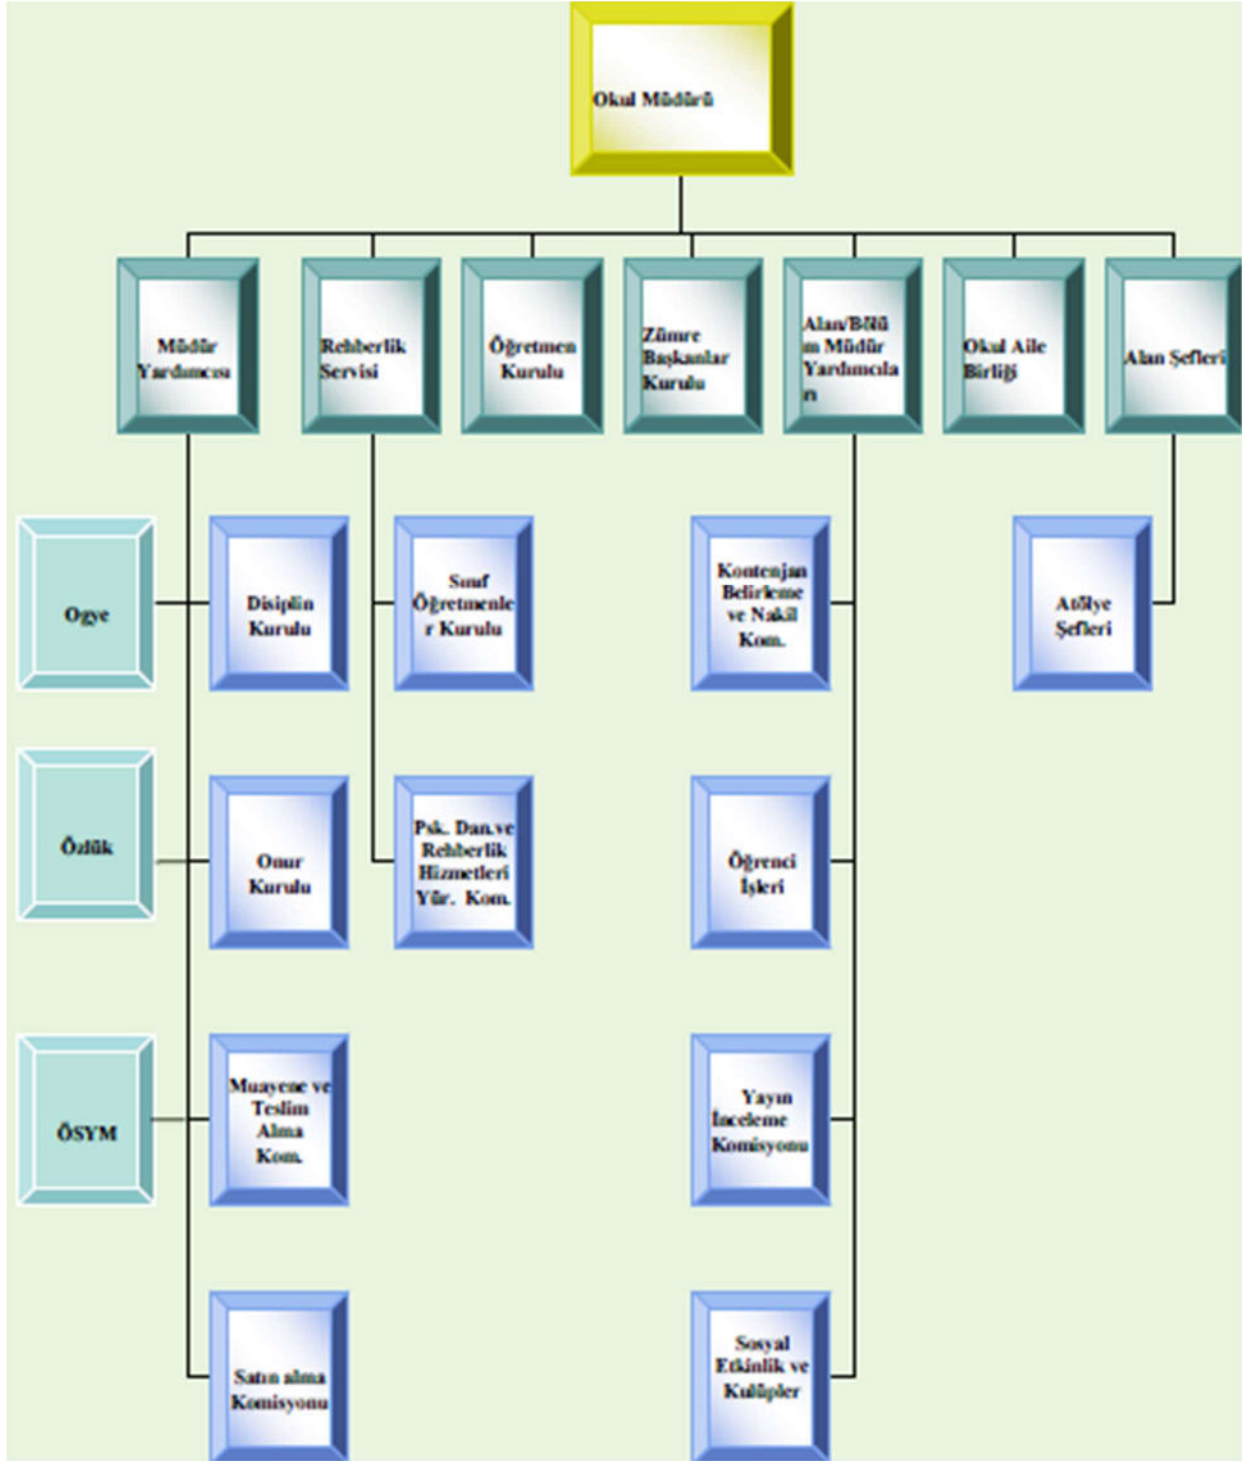 Okul Müdürü
Müdür
Yardımcısı
Rehberlik
Servisi
Öğretmen
Kurulu
Zümre
Başkanlar
Kurulu
Alan/Bölü
m Müdür
Yardımcıla
rı
Okul Aile
Birliği
Alan Şefleri
Ogye
Disiplin
Kurulu
Sınıf
Öğretmenle
r Kurulu
Kontenjan
Belirleme
ve Nakil
Kom.
Atölye
Şefleri
Özlük
Onur
Kurulu
Psk. Dan.ve
Rehberlik
Hizmetleri
Yür. Kom.
Öğrenci
İşleri
ÖSYM
Muayene ve
Teslim
Alma
Kom.
Yayın
İnceleme
Komisyonu
Satın alma
Komisyonu
Sosyal
Etkinlik ve
Kulüpler